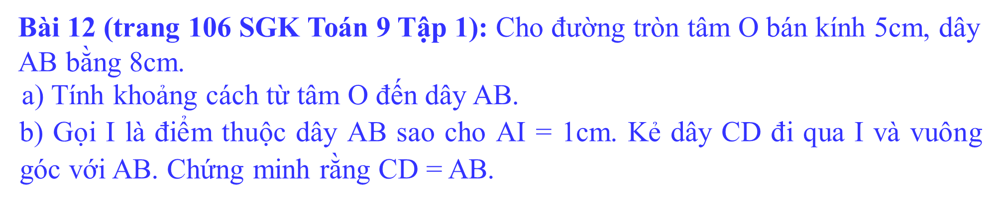 Bài 12 (trang 106 SGK Toán 9 Tập 1): Cho đường tròn tâm O bán kính 5cm, dây
AB bằng 8cm.
a) Tính khoảng cách từ tâm O đến dây AB.
b) Gọi I là điểm thuộc dây AB sao cho AI = 1cm. Kẻ dây CD đi qua I và vuông
góc với AB. Chứng minh rằng CD = AB.